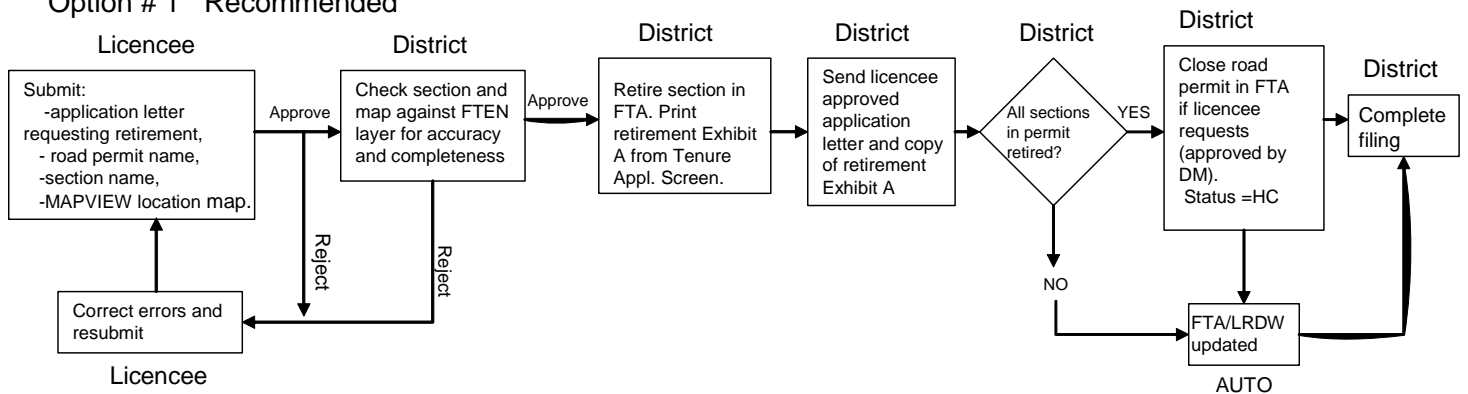 Option # 1 Recommended
Licencee
Submit:
-application letter
requesting retirement,
- road permit name,
-section name,
-MAPVIEW location map.
Approve
Reject
District
Check section and
map against FTEN
layer for accuracy
and completeness
Approve
Reject
Correct errors and
resubmit
Licencee
District
Retire section in
FTA. Print
retirement Exhibit
A from Tenure
Appl. Screen.
District
Send licencee
approved
application
letter and copy
of retirement
Exhibit A
District
All sections
in permit
retired?
YES
NO
District
Close road
permit in FTA
if licencee
requests
(approved by
DM).
Status =HC
FTA/LRDW
updated
AUTO
District
Complete
filing